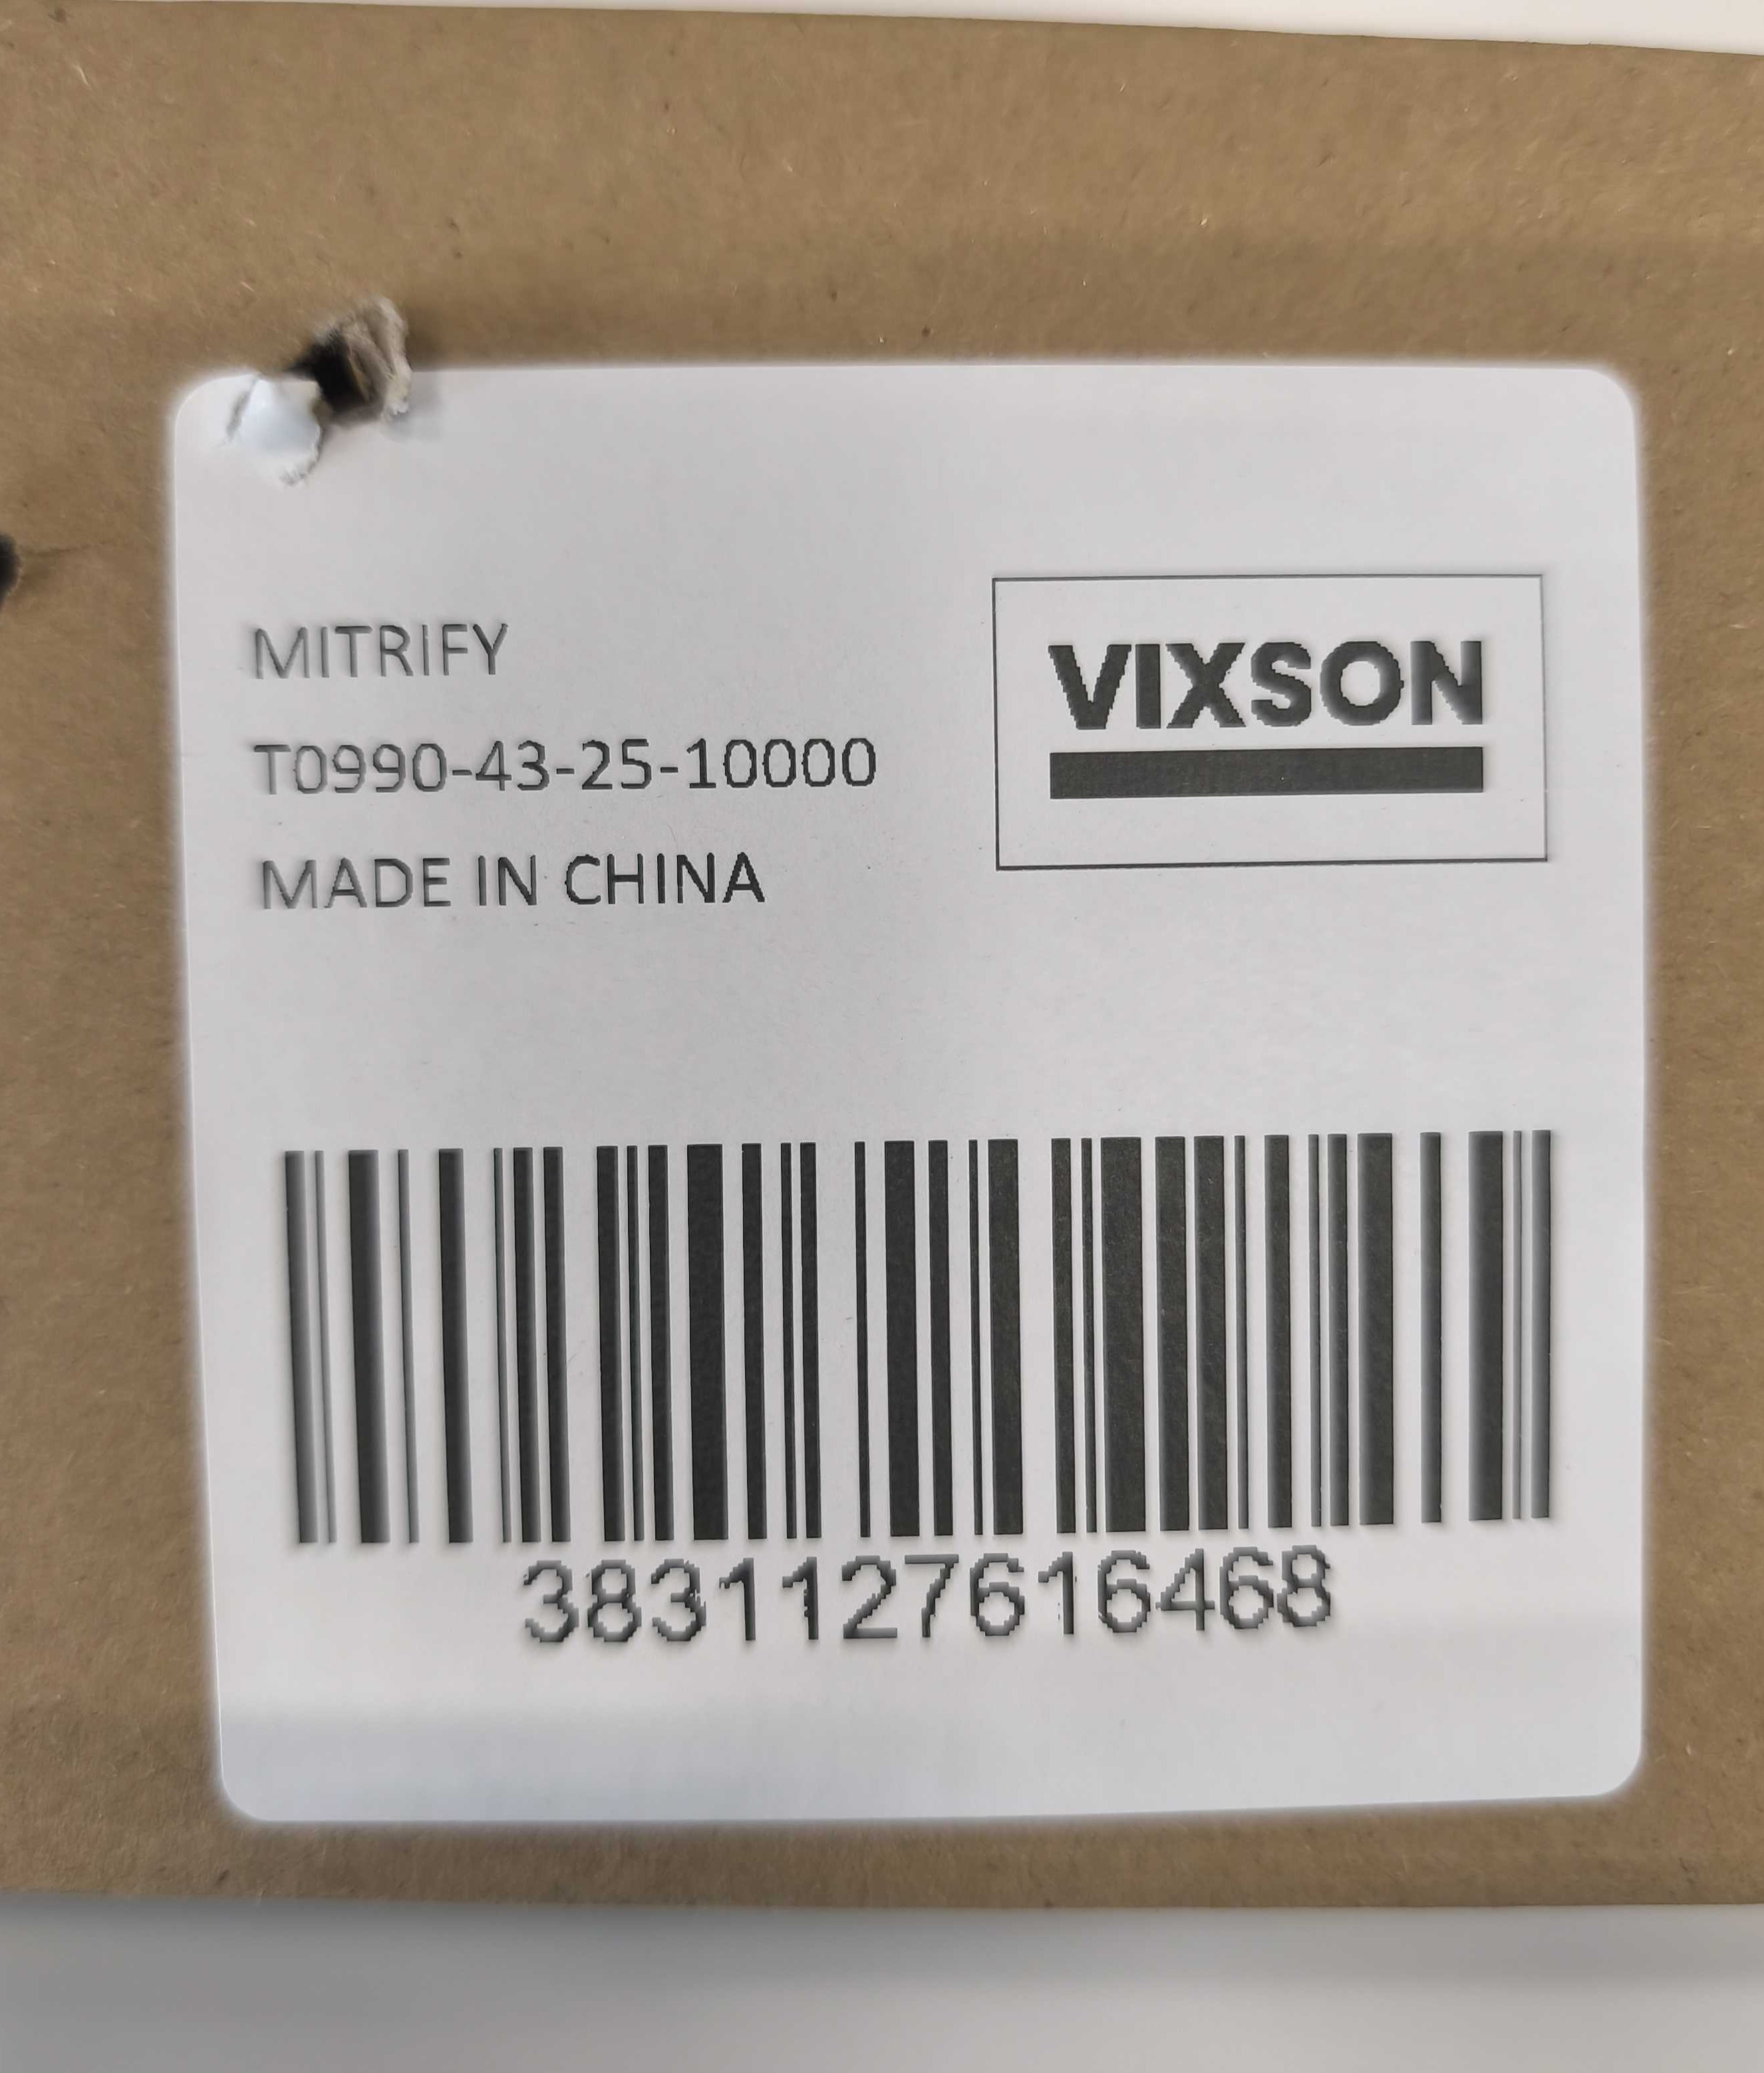 MITRIFY
T0990-43-25-10000
MADE IN CHINA
VIXSON
3831127616468